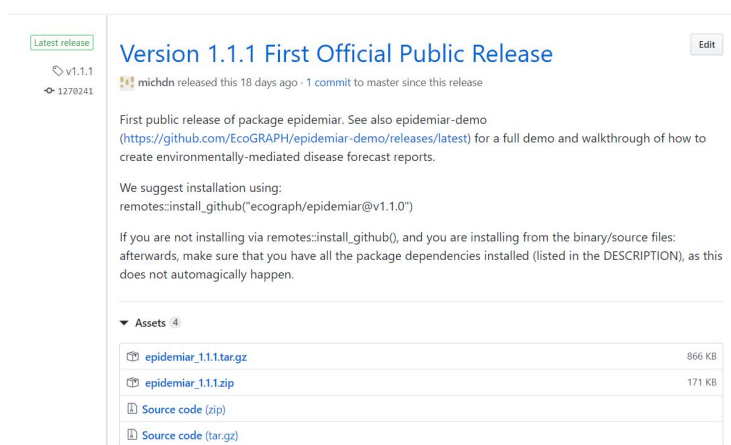 Latest release
v1.1.1
1270241
Version 1.1.1 First Official Public Release
Edit
michdn released this 18 days ago · 1 commit to master since this release
First public release of package epidemiar. See also epidemiar-demo
(https://github.com/EcoGRAPH/epidemiar-demo/releases/latest) for a full demo and walkthrough of how to
create environmentally-mediated disease forecast reports.
We suggest installation using:
remotes::install_github("ecograph/epidemiar@v1.1.0")
If you are not installing via remotes::install_github(), and you are installing from the binary/source files:
afterwards, make sure that you have all the package dependencies installed (listed in the DESCRIPTION), as this
does not automagically happen.
Assets 4
epidemiar_1.1.1.tar.gz 866 KB
epidemiar_1.1.1.zip 171 KB
Source code (zip)
Source code (tar.gz)